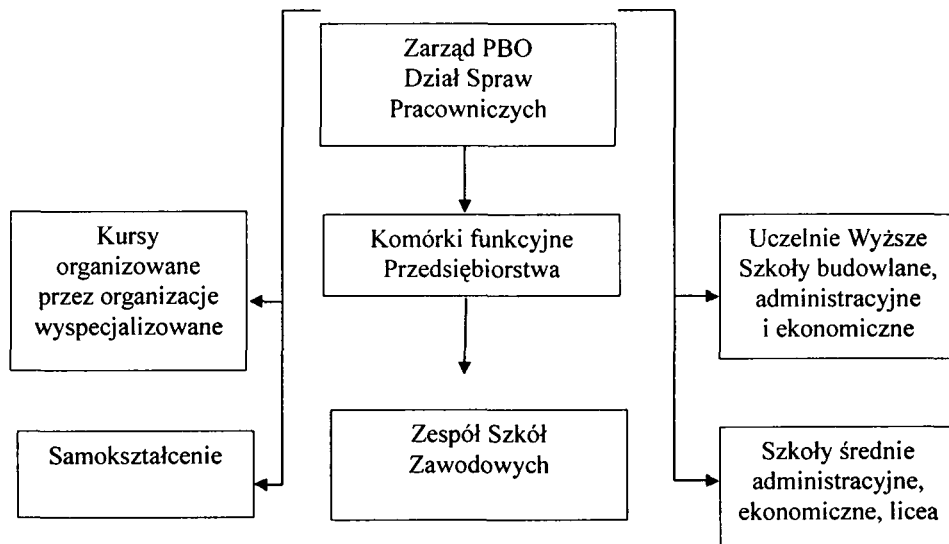 Zarząd PBO
Dział Spraw
Pracowniczych
Kursy
organizowane
przez organizacje
wyspecjalizowane
Komórki funkcyjne
Przedsiębiorstwa
Uczelnie Wyższe
Szkoły budowlane,
administracyjne
i ekonomiczne
Samokształcenie
Zespół Szkół
Zawodowych
Szkoły średnie
administracyjne,
ekonomiczne, licea